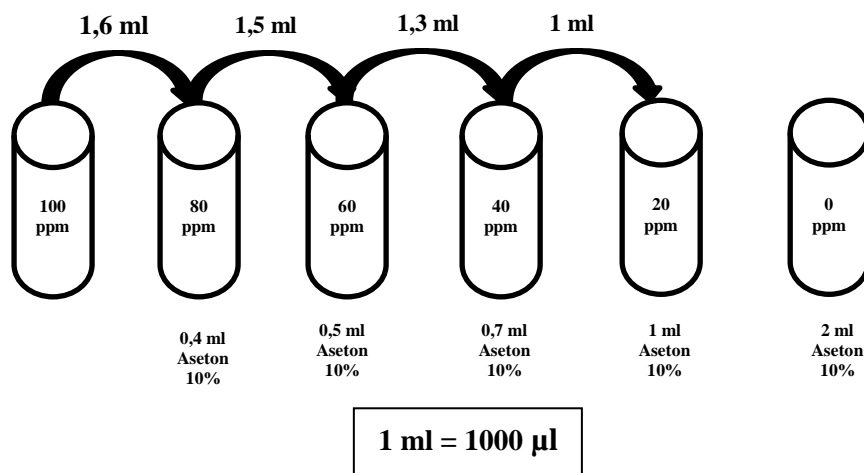 1,6 ml
1,5 ml
1,3 ml
1 ml
100
ppm
80
ppm
60
ppm
40
ppm
20
ppm
0
ppm
0,4 ml
Aseton
10%
0,5 ml
Aseton
10%
0,7 ml
Aseton
10%
1 ml
Aseton
10%
2 ml
Aseton
10%
1 ml = 1000 µl